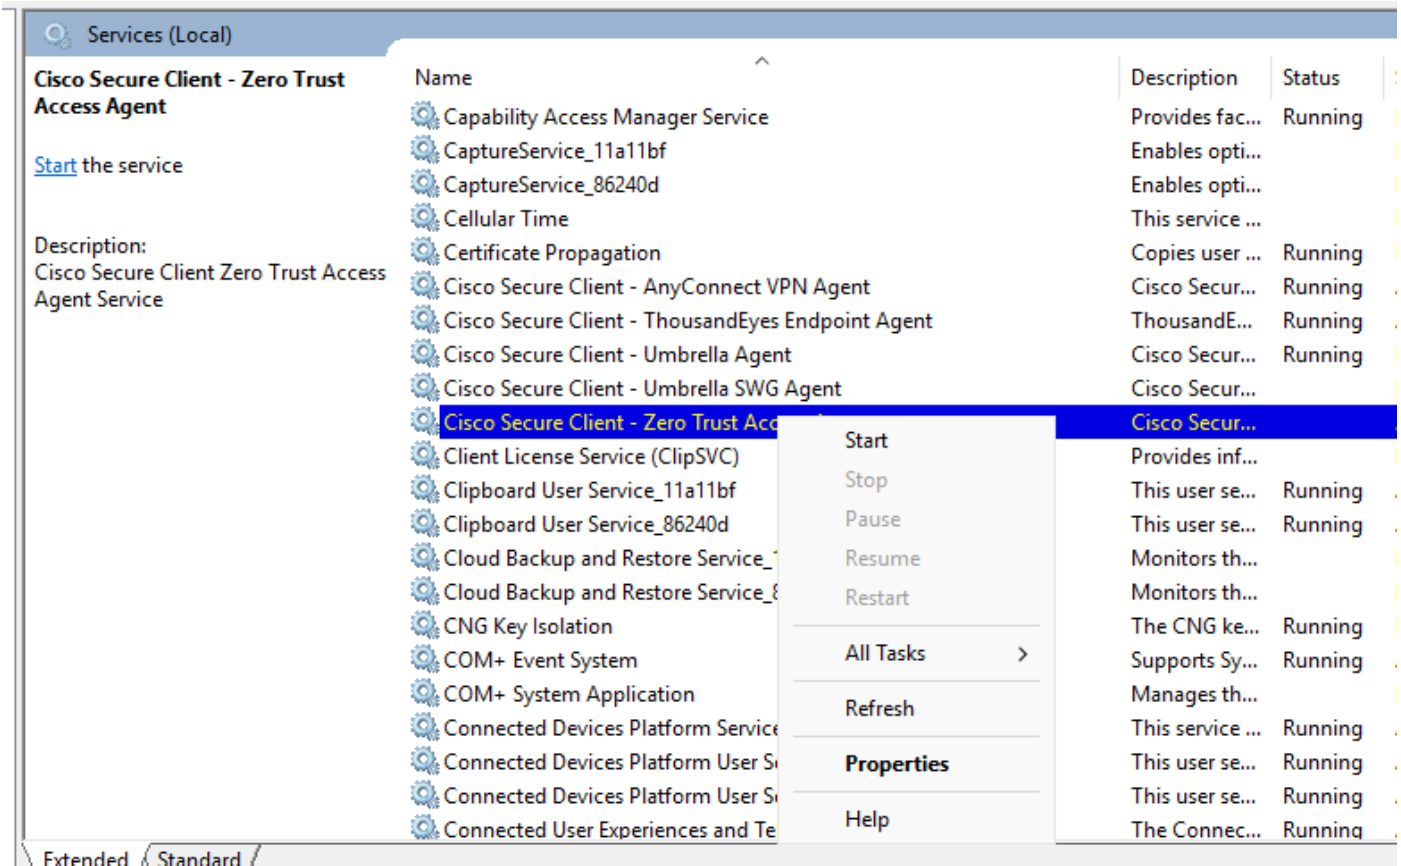 Services (Local)
Cisco Secure Client - Zero Trust
Access Agent
Start the service
Description:
Cisco Secure Client Zero Trust Access
Agent Service
Name Description Status
Capability Access Manager Service Provides fac... Running
CaptureService_11a11bf Enables opti...
CaptureService_86240d Enables opti...
Cellular Time This service ...
Certificate Propagation Copies user ... Running
Cisco Secure Client - AnyConnect VPN Agent Cisco Secur... Running
Cisco Secure Client - ThousandEyes Endpoint Agent ThousandE... Running
Cisco Secure Client - Umbrella Agent Cisco Secur... Running
Cisco Secure Client - Umbrella SWG Agent Cisco Secur...
Cisco Secure Client - Zero Trust Acc Cisco Secur...
Client License Service (ClipSVC) Provides inf...
Clipboard User Service_11a11bf This user se... Running
Clipboard User Service_86240d This user se... Running
Cloud Backup and Restore Service_1 Monitors th...
Cloud Backup and Restore Service_8 Monitors th...
CNG Key Isolation The CNG ke... Running
COM+ Event System Supports Sy... Running
COM+ System Application Manages th...
Connected Devices Platform Service This service ... Running
Connected Devices Platform User Se This user se... Running
Connected Devices Platform User Se This user se... Running
Connected User Experiences and Te The Connec... Running
Start
Stop
Pause
Resume
Restart
All Tasks
Refresh
Properties
Help
Extended Standard